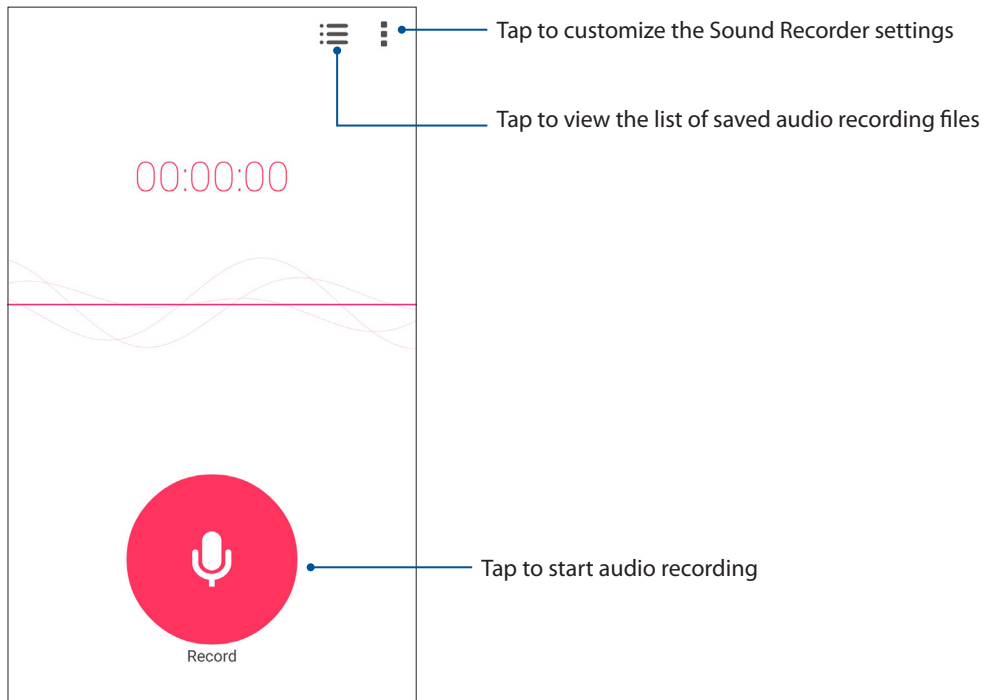 Tap to customize the Sound Recorder settings
Tap to view the list of saved audio recording files
00:00:00
Tap to start audio recording
Record